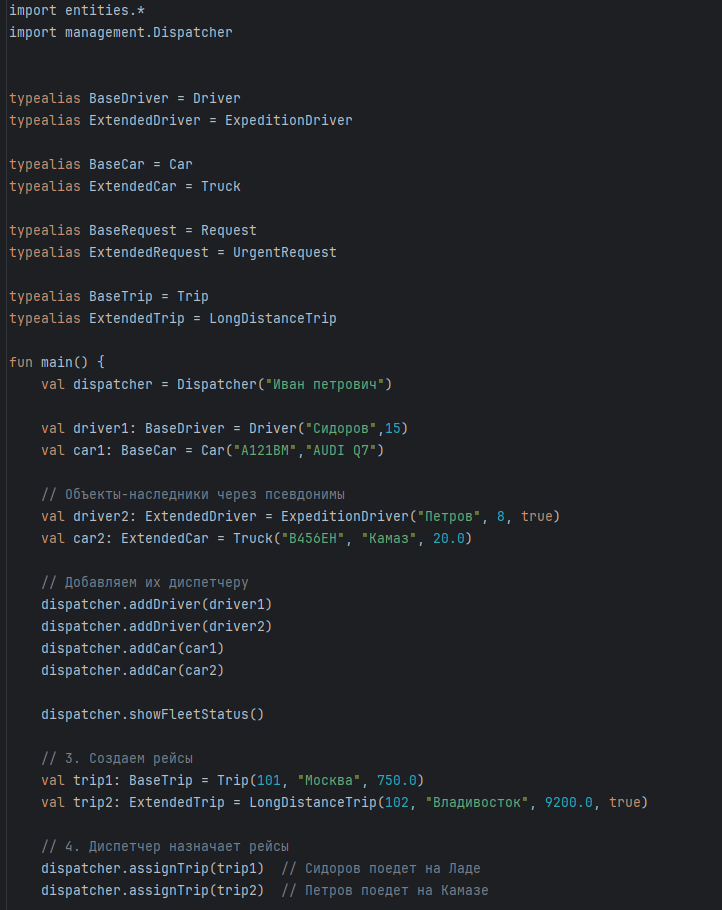 import entities.*
import management.Dispatcher
typealias BaseDriver = Driver
typealias ExtendedDriver = ExpeditionDriver
typealias BaseCar = Car
typealias ExtendedCar = Truck
typealias BaseRequest = Request
typealias ExtendedRequest = UrgentRequest
typealias BaseTrip = Trip
typealias ExtendedTrip = LongDistanceTrip
fun main() {
    val dispatcher = Dispatcher("Иван петрович")
    val driver1: BaseDriver = Driver("Сидоров",15)
    val car1: BaseCar = Car("А121ВМ","AUDI Q7")
    // Объекты-наследники через псевдонимы
    val driver2: ExtendedDriver = ExpeditionDriver("Петров", 8, true)
    val car2: ExtendedCar = Truck("В456ЕН", "Камаз", 20.0)
    // Добавляем их диспетчеру
    dispatcher.addDriver(driver1)
    dispatcher.addDriver(driver2)
    dispatcher.addCar(car1)
    dispatcher.addCar(car2)
    dispatcher.showFleetStatus()
    // 3. Создаем рейсы
    val trip1: BaseTrip = Trip(101, "Москва", 750.0)
    val trip2: ExtendedTrip = LongDistanceTrip(102, "Владивосток", 9200.0, true)
    // 4. Диспетчер назначает рейсы
    dispatcher.assignTrip(trip1)  // Сидоров поедет на Ладе
    dispatcher.assignTrip(trip2)  // Петров поедет на Камазе